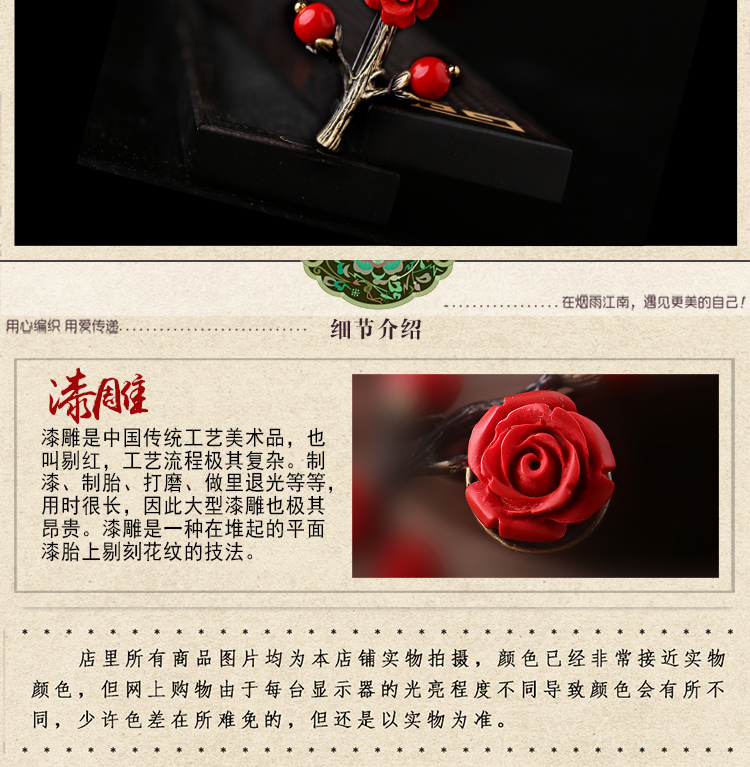 在烟雨江南，遇见更美的自己!
用心编织 用爱传递
细节介绍
漆雕
漆雕是中国传统工艺美术品，也
叫剔红，工艺流程极其复杂。制
漆、制胎、打磨、做里退光等等，
用时很长，因此大型漆雕也极其
昂贵。漆雕是一种在堆起的平面
漆胎上剔刻花纹的技法。
店里所有商品图片均为本店铺实物拍摄，颜色已经非常接近实物
颜色，但网上购物由于每台显示器的光亮程度不同导致颜色会有所不
同，少许色差在所难免的，但还是以实物为准。